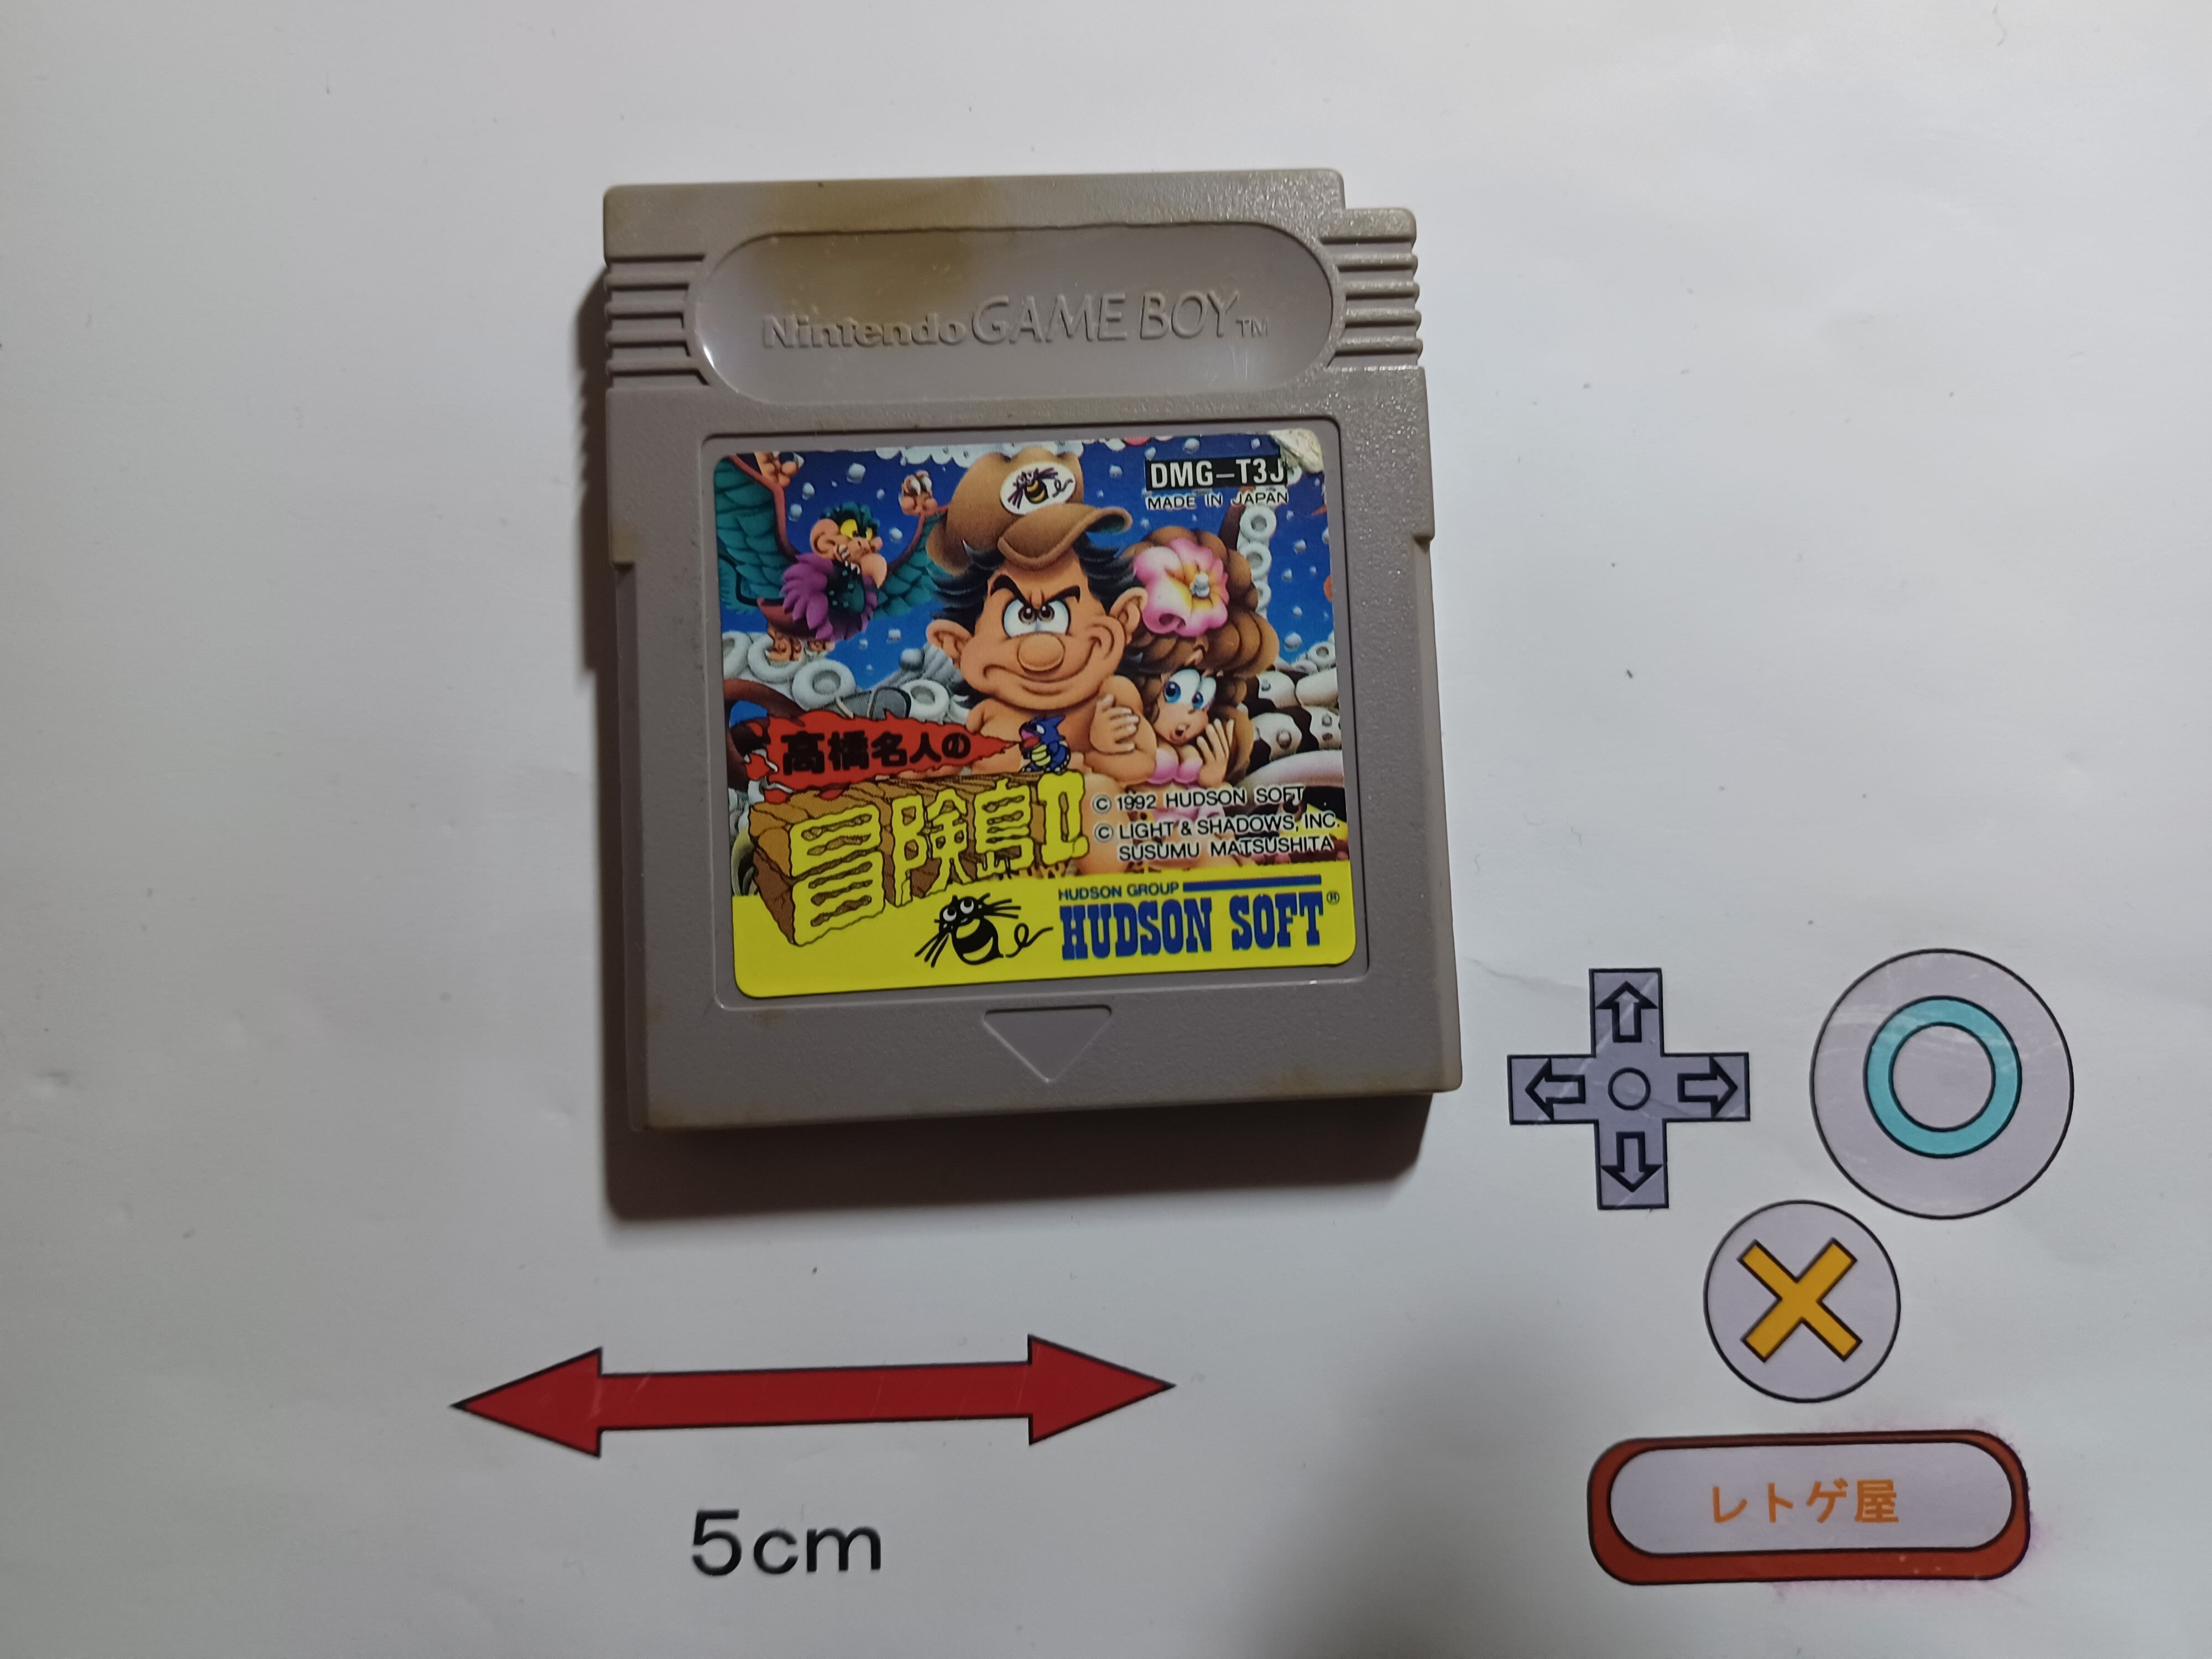 Nintendo GAME BOY TM
DMG-T3J
MADE IN JAPAN
高橋名人の
冒険島II
© 1992 HUDSON SOFT
© LIGHT & SHADOWS, INC.
SUSUMU MATSUSHITA
HUDSON GROUP
HUDSON SOFT®
5cm
レトゲ屋